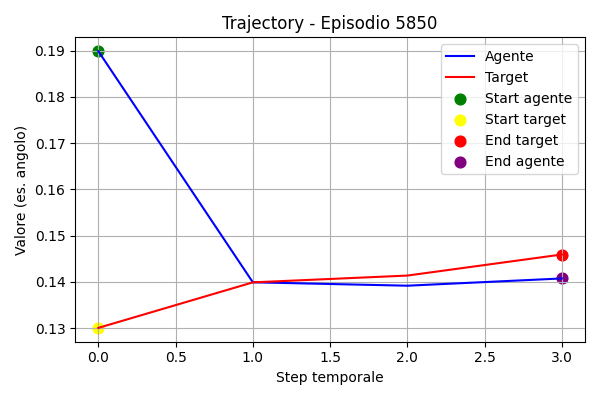 Trajectory - Episodio 5850
Valore (es. angolo)
0.19
0.18
0.17
0.16
0.15
0.14
0.13
Agente
Target
Start agente
Start target
End target
End agente
0.0 0.5 1.0 1.5 2.0 2.5 3.0
Step temporale